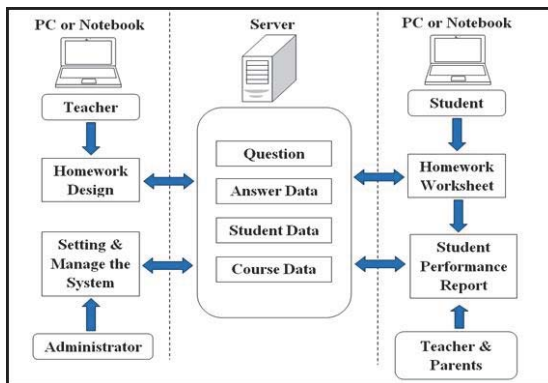 PC or Notebook
Teacher
Homework
Design
Setting &
Manage the
System
Administrator
Server
Question
Answer Data
Student Data
Course Data
PC or Notebook
Student
Homework
Worksheet
Student
Performance
Report
Teacher &
Parents